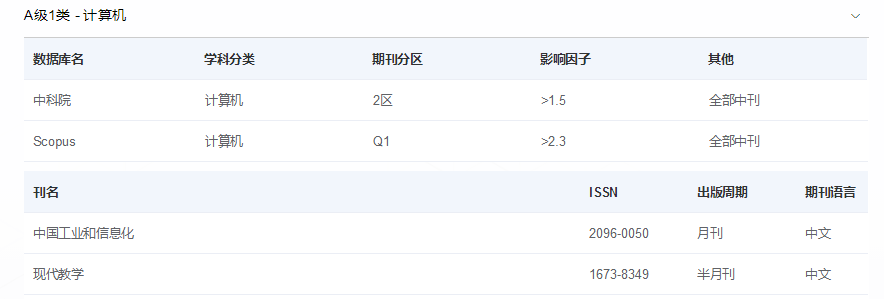 A级1类 - 计算机
数据库名 学科分类 期刊分区 影响因子 其他
中科院 计算机 2区 >1.5 全部中刊
Scopus 计算机 Q1 >2.3 全部中刊
刊名 ISSN 出版周期 期刊语言
中国工业和信息化 2096-0050 月刊 中文
现代教学 1673-8349 半月刊 中文